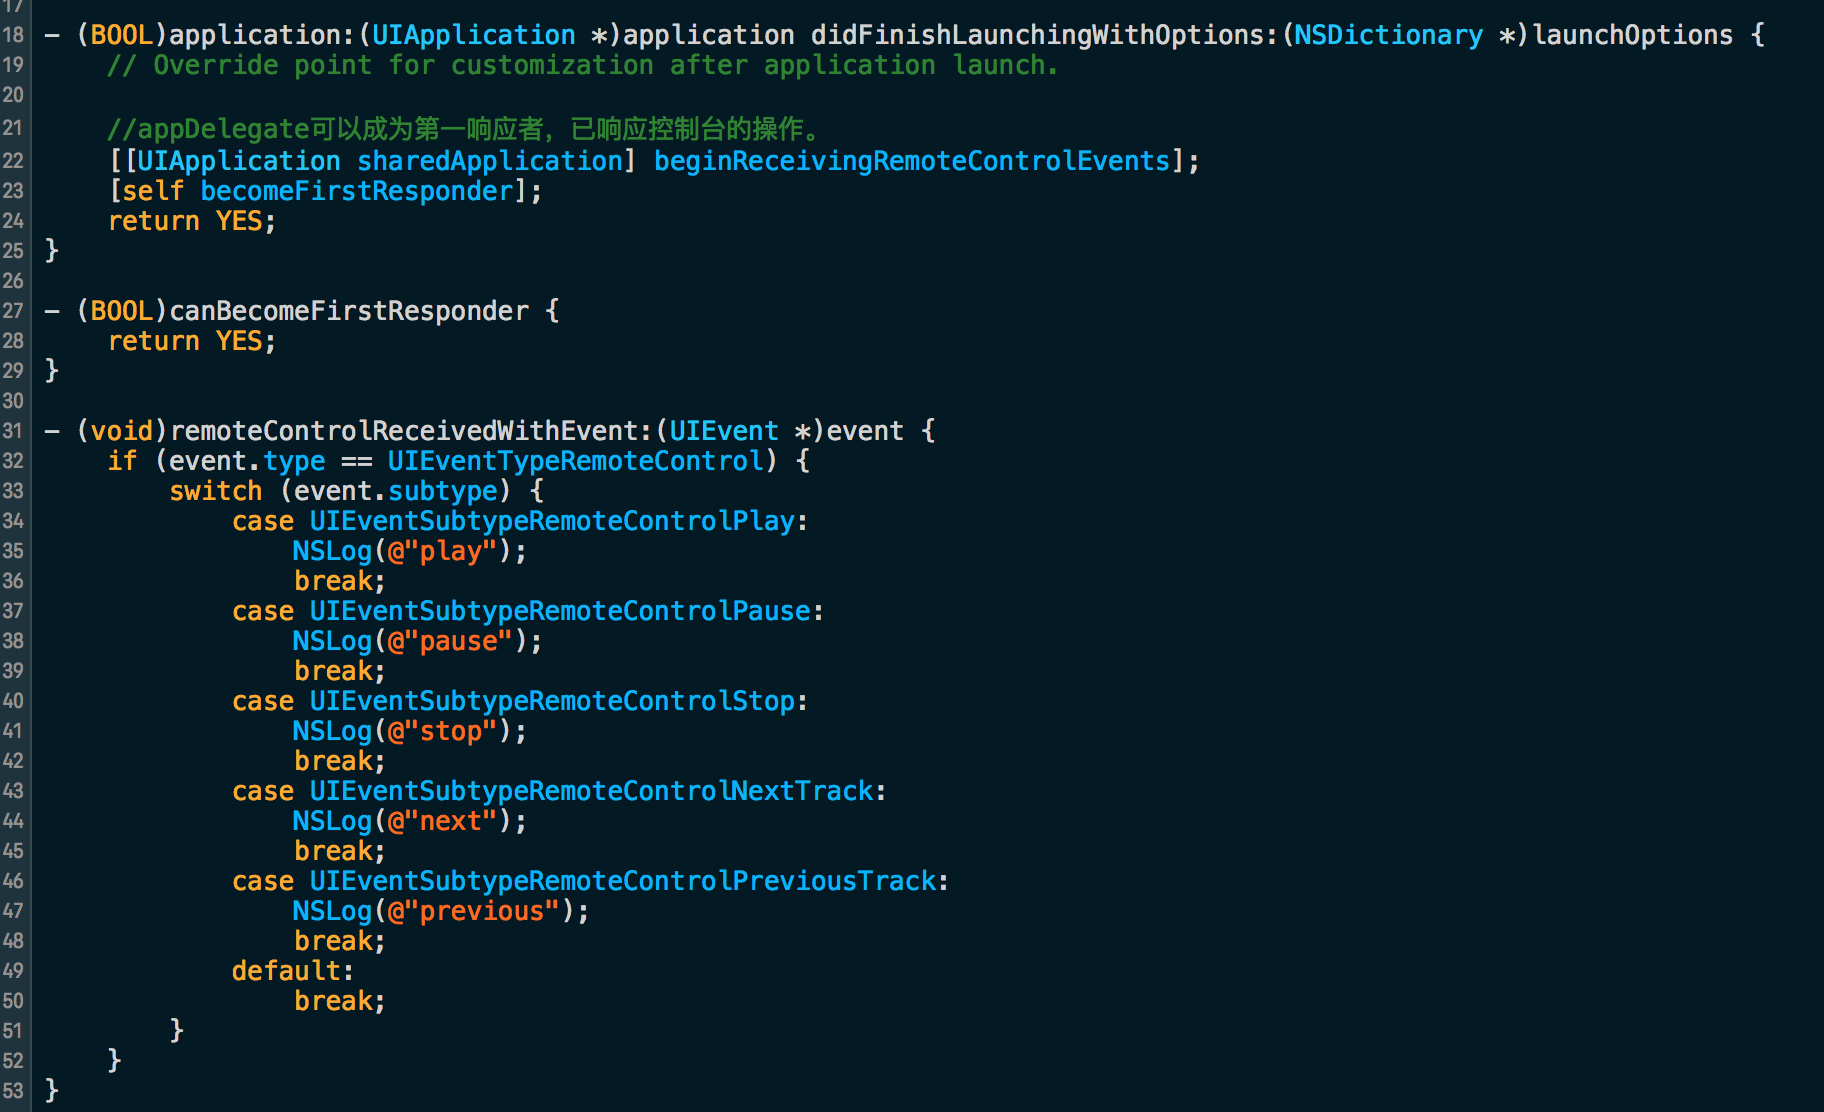 17
18 - (BOOL)application:(UIApplication *)application didFinishLaunchingWithOptions:(NSDictionary *)launchOptions {
19     // Override point for customization after application launch.
20
21     //appDelegate可以成为第一响应者，已响应控制台的操作。
22     [[UIApplication sharedApplication] beginReceivingRemoteControlEvents];
23     [self becomeFirstResponder];
24     return YES;
25 }
26
27 - (BOOL)canBecomeFirstResponder {
28     return YES;
29 }
30
31 - (void)remoteControlReceivedWithEvent:(UIEvent *)event {
32     if (event.type == UIEventTypeRemoteControl) {
33         switch (event.subtype) {
34             case UIEventSubtypeRemoteControlPlay:
35                 NSLog(@"play");
36                 break;
37             case UIEventSubtypeRemoteControlPause:
38                 NSLog(@"pause");
39                 break;
40             case UIEventSubtypeRemoteControlStop:
41                 NSLog(@"stop");
42                 break;
43             case UIEventSubtypeRemoteControlNextTrack:
44                 NSLog(@"next");
45                 break;
46             case UIEventSubtypeRemoteControlPreviousTrack:
47                 NSLog(@"previous");
48                 break;
49             default:
50                 break;
51         }
52     }
53 }